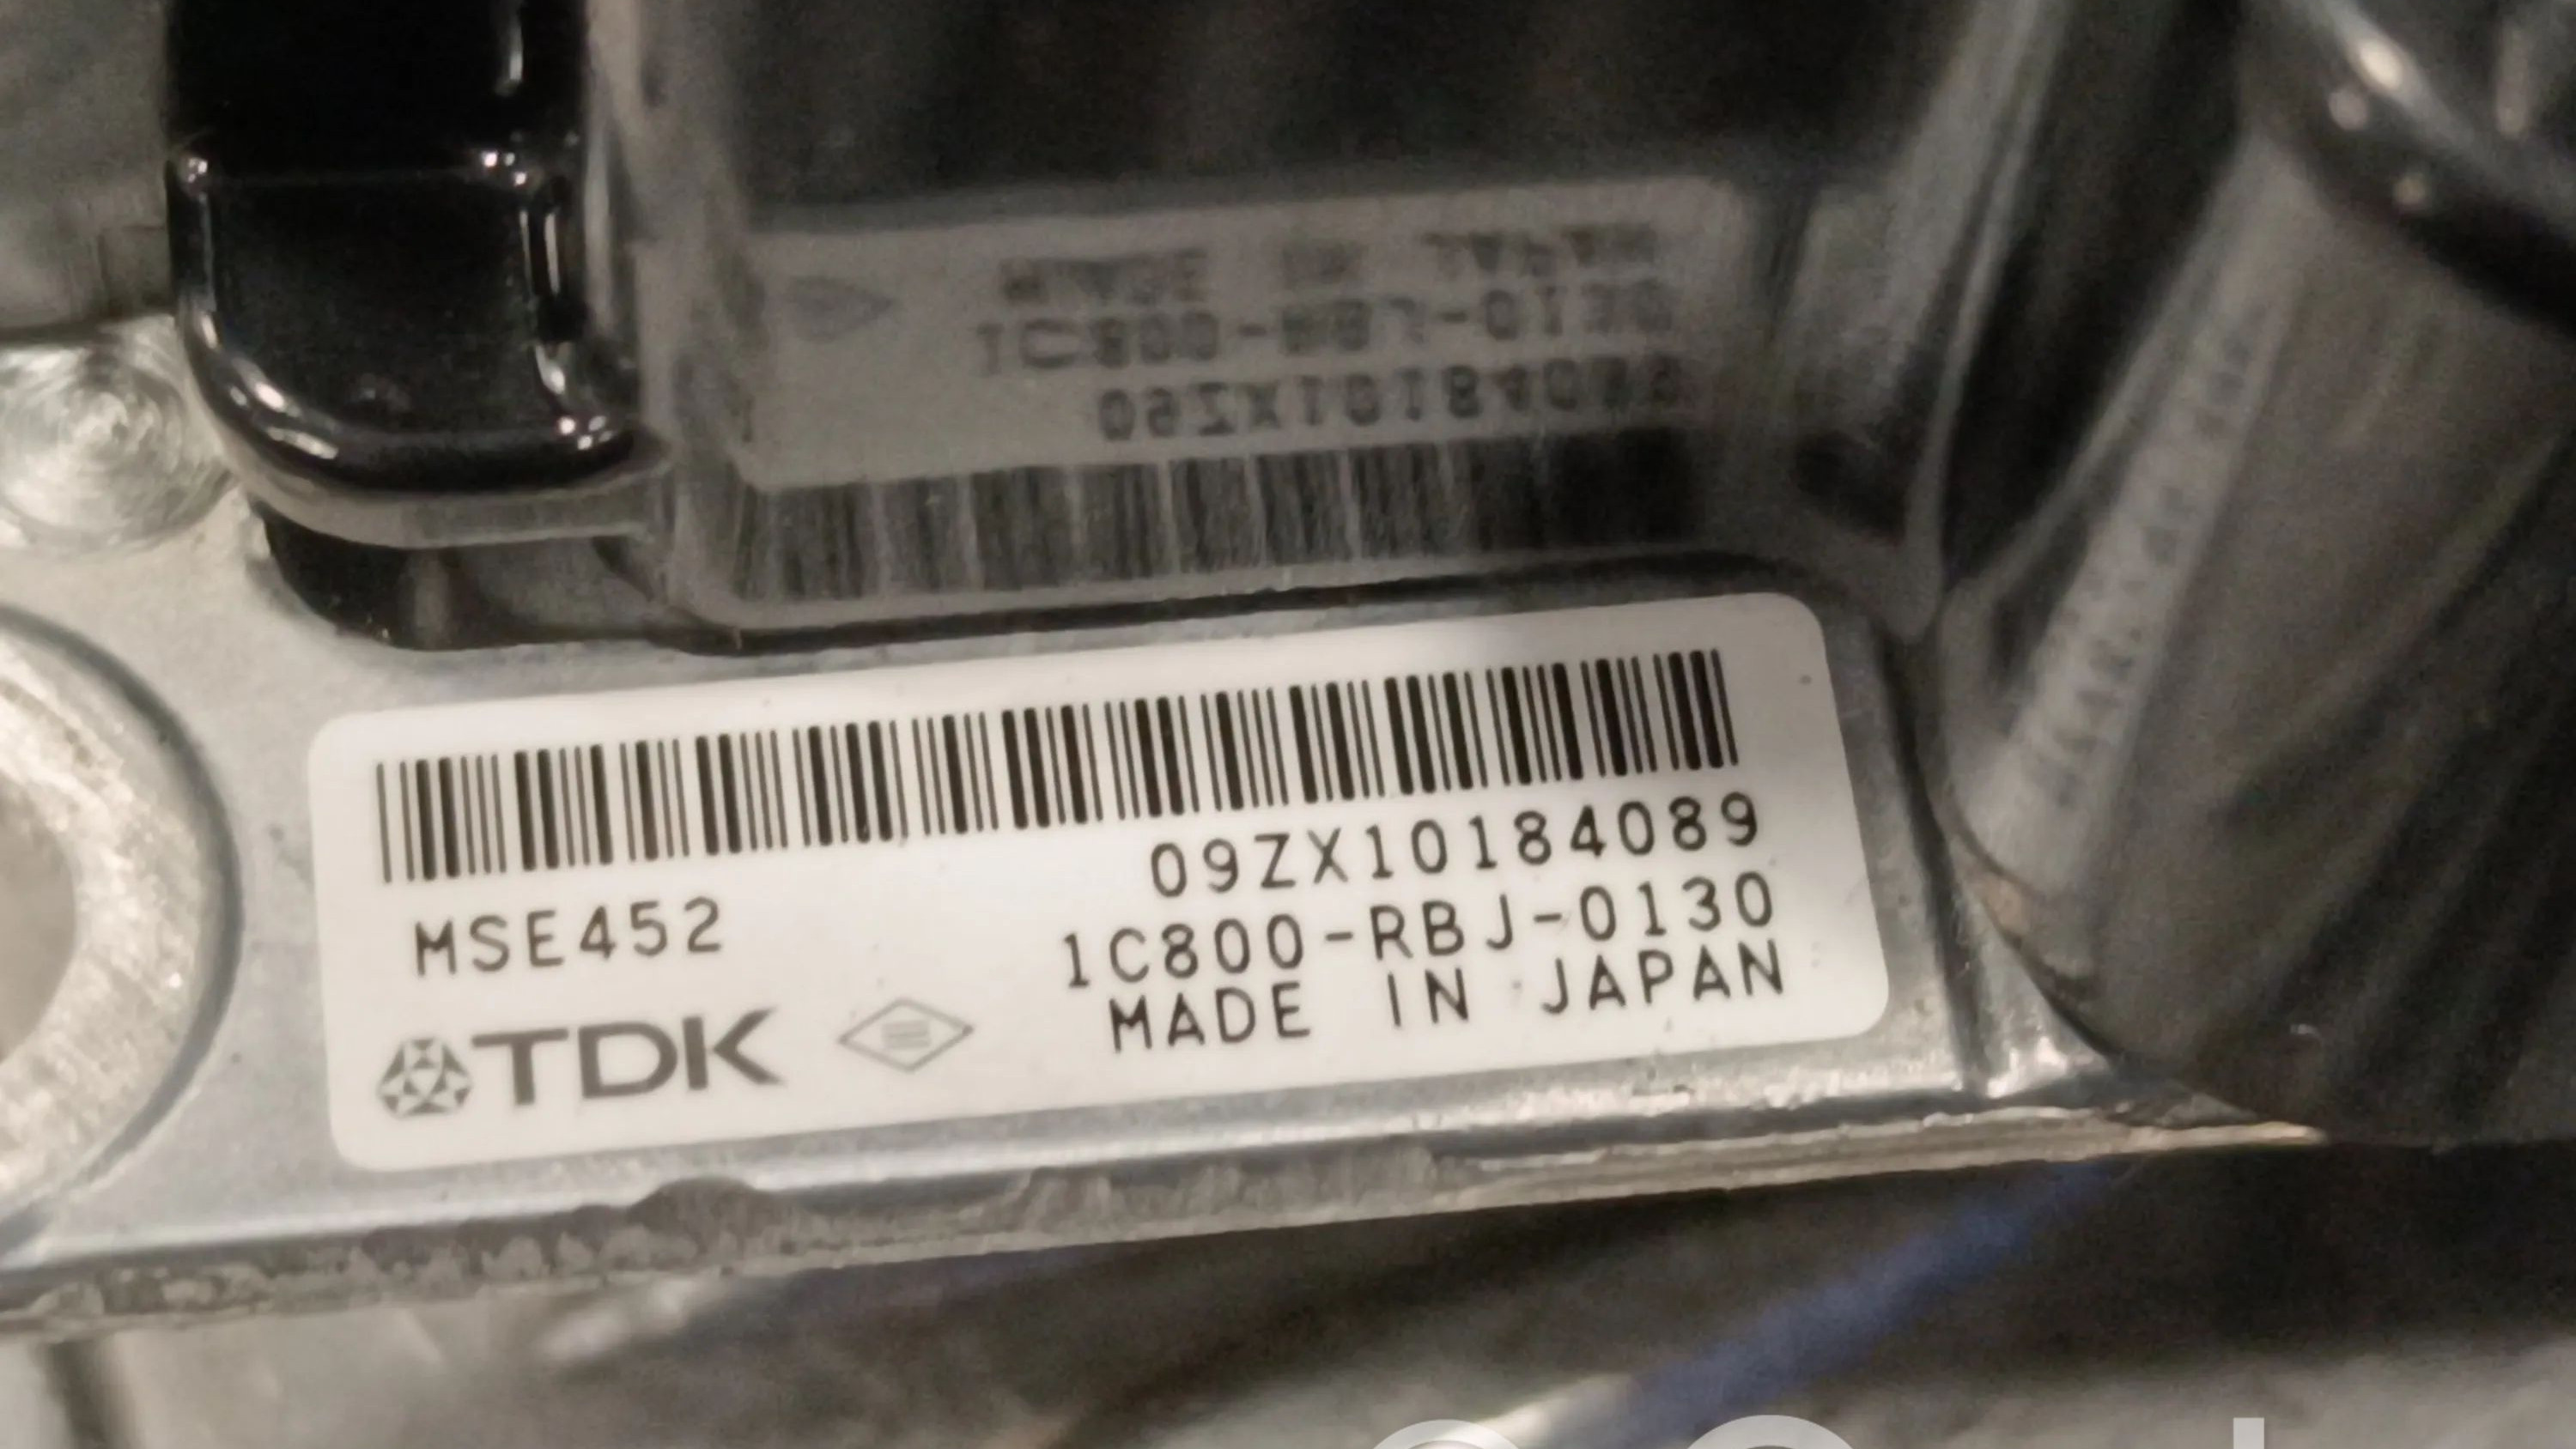 09ZX10184089
MSE452
1C800-RBJ-0130
TDK
MADE IN JAPAN